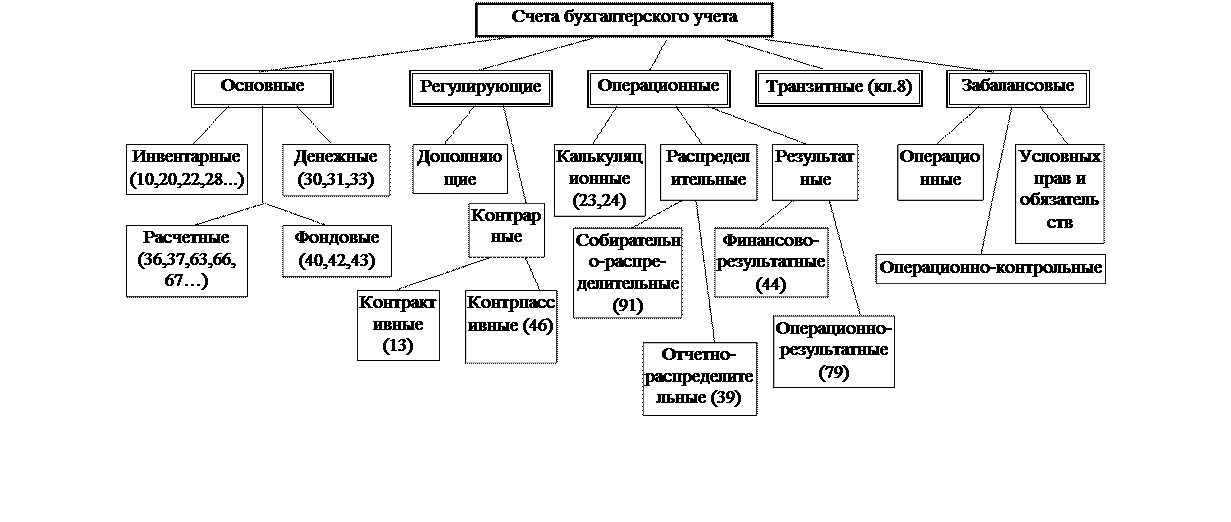 Счета бухгалтерского учета
Основные
Регулирующие
Операционные
Транзитные (кл.8)
Забалансовые
Инвентарные
(10,20,22,28...)
Денежные
(30,31,33)
Дополняю
щие
Калькуляц
ионные
(23,24)
Распредел
ительные
Результат
ные
Операцио
нные
Условных
прав и
обязатель
ств
Расчетные
(36,37,63,66,
67...)
Фондовые
(40,42,43)
Контрар
ные
Собирательн
о-распре-
делительные
(91)
Финансово-
результатные
(44)
Операционно-контрольные
Контракт
ивные
(13)
Контрпасс
ивные (46)
Отчетно-
распределите
льные (39)
Операционно-
результатные
(79)